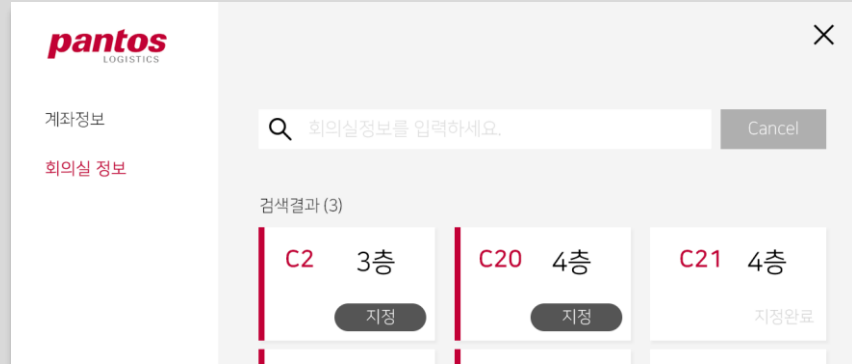 pantos
LOGISTICS
계좌정보
회의실 정보
회의실정보를 입력하세요.
Cancel
검색결과 (3)
C2 3층
지정
C20 4층
지정
C21 4층
지정완료